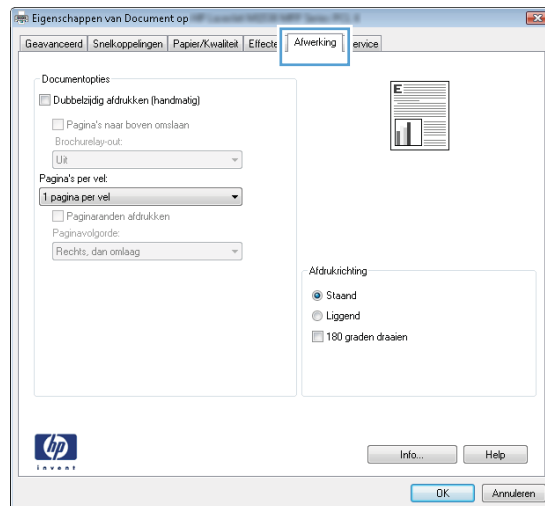 Eigenschappen van Document op
Geavanceerd Snelkoppelingen Papier/Kwaliteit Effecte Afwerking ervice
Documentopties
Dubbelzijdig afdrukken (handmatig)
Pagina's naar boven omslaan
Brochurelay-out:
Uit
Pagina's per vel:
1 pagina per vel
Paginaranden afdrukken
Paginavolgorde:
Rechts, dan omlaag
E
Afdrukrichting
Staand
Liggend
180 graden draaien
hp
invent
Info... Help
OK Annuleren